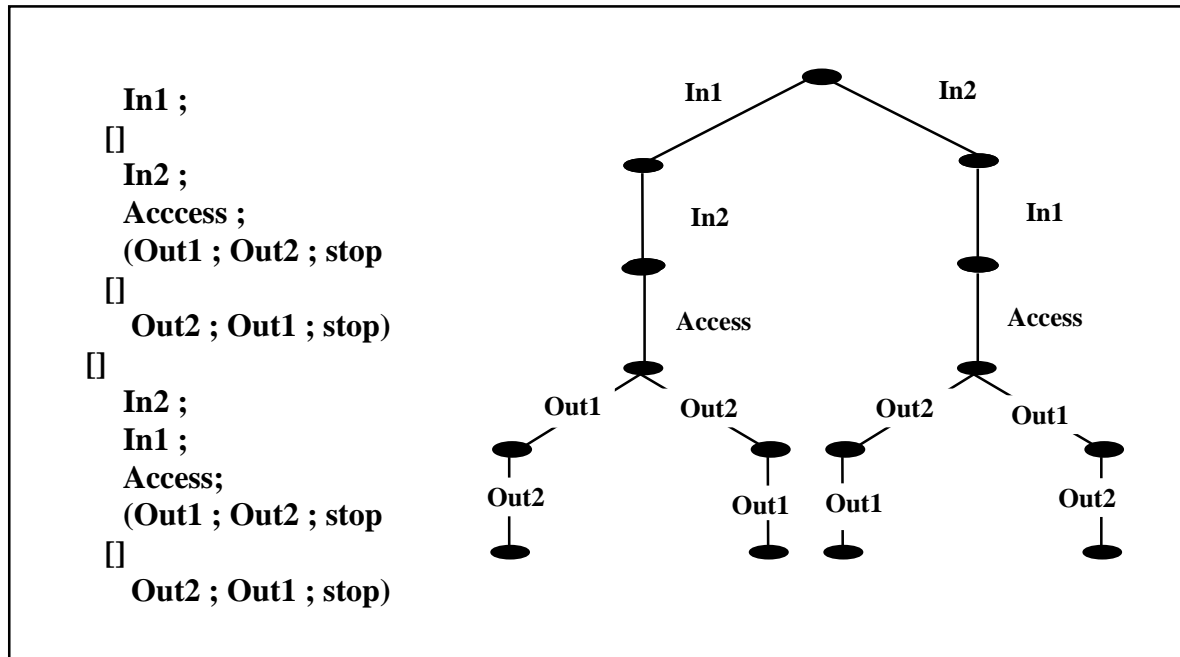 In1 ;
[]
In2 ;
Acccess ;
(Out1 ; Out2 ; stop
[]
Out2 ; Out1 ; stop)
[]
In2 ;
In1 ;
Access;
(Out1 ; Out2 ; stop
[]
Out2 ; Out1 ; stop)
In1 In2
In2 In1
Access Access
Out1 Out2 Out2 Out1
Out2 Out1 Out1 Out2